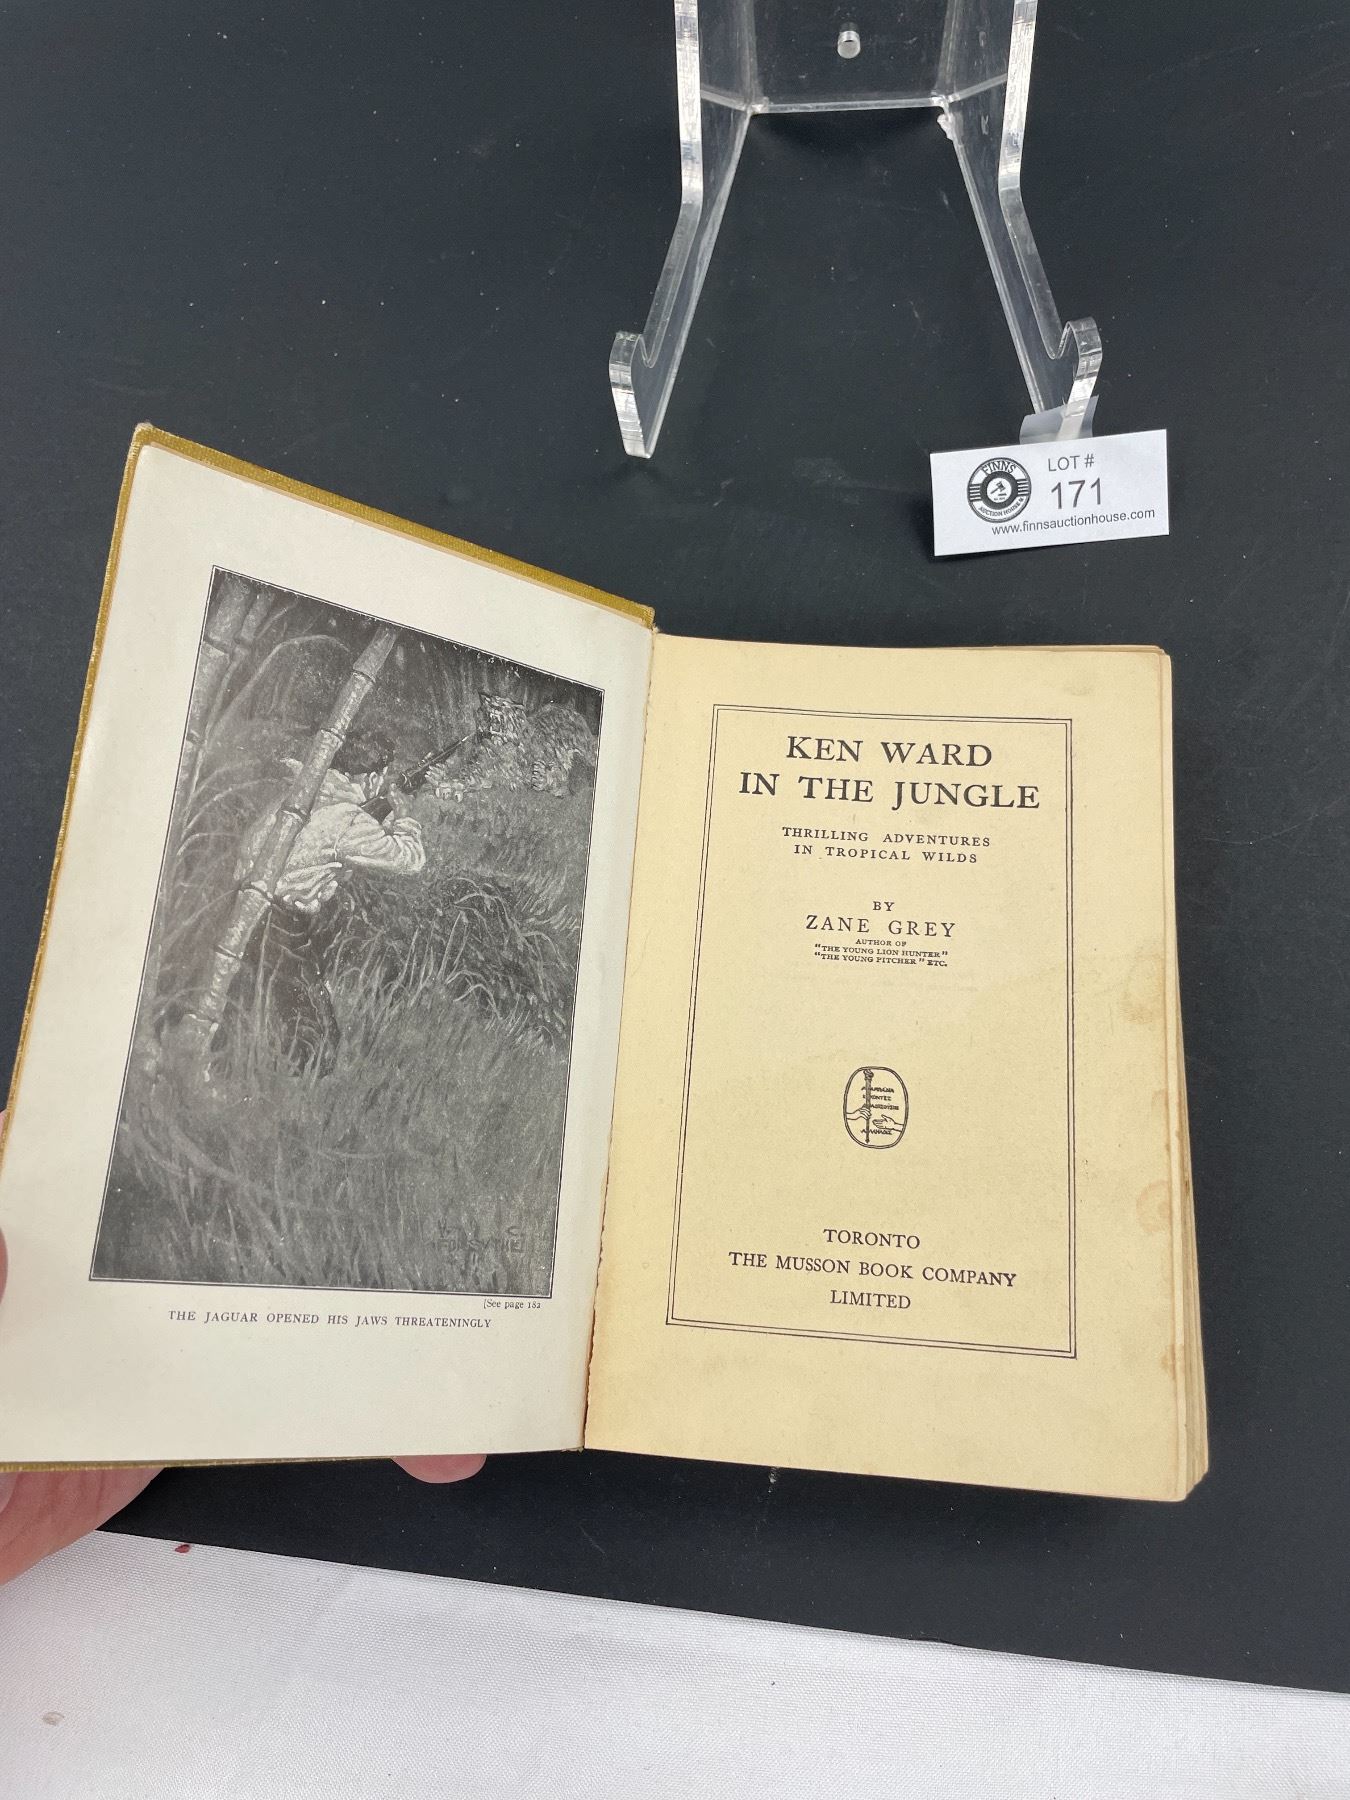 FINNS
AUCTION HOUSE
LOT #
171
www.finnsauctionhouse.com
FORSYTHE
[See page 182
THE JAGUAR OPENED HIS JAWS THREATENINGLY
KEN WARD
IN THE JUNGLE
THRILLING ADVENTURES
IN TROPICAL WILDS
BY
ZANE GREY
AUTHOR OF
"THE YOUNG LION HUNTER"
"THE YOUNG PITCHER" ETC.
TORONTO
THE MUSSON BOOK COMPANY
LIMITED